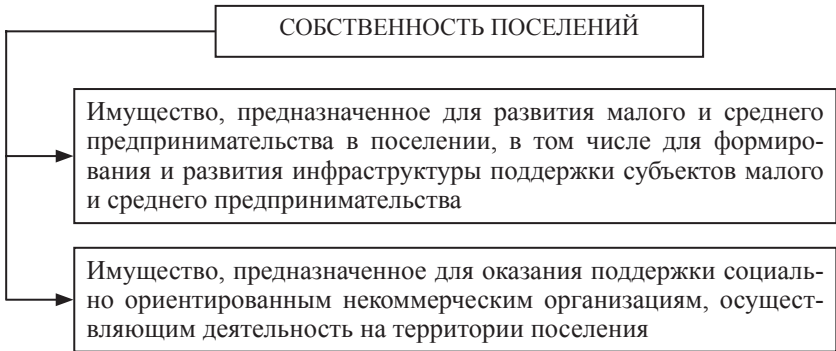 СОБСТВЕННОСТЬ ПОСЕЛЕНИЙ
Имущество, предназначенное для развития малого и среднего
предпринимательства в поселении, в том числе для формиро-
вания и развития инфраструктуры поддержки субъектов малого
и среднего предпринимательства
Имущество, предназначенное для оказания поддержки социаль-
но ориентированным некоммерческим организациям, осущест-
вляющим деятельность на территории поселения